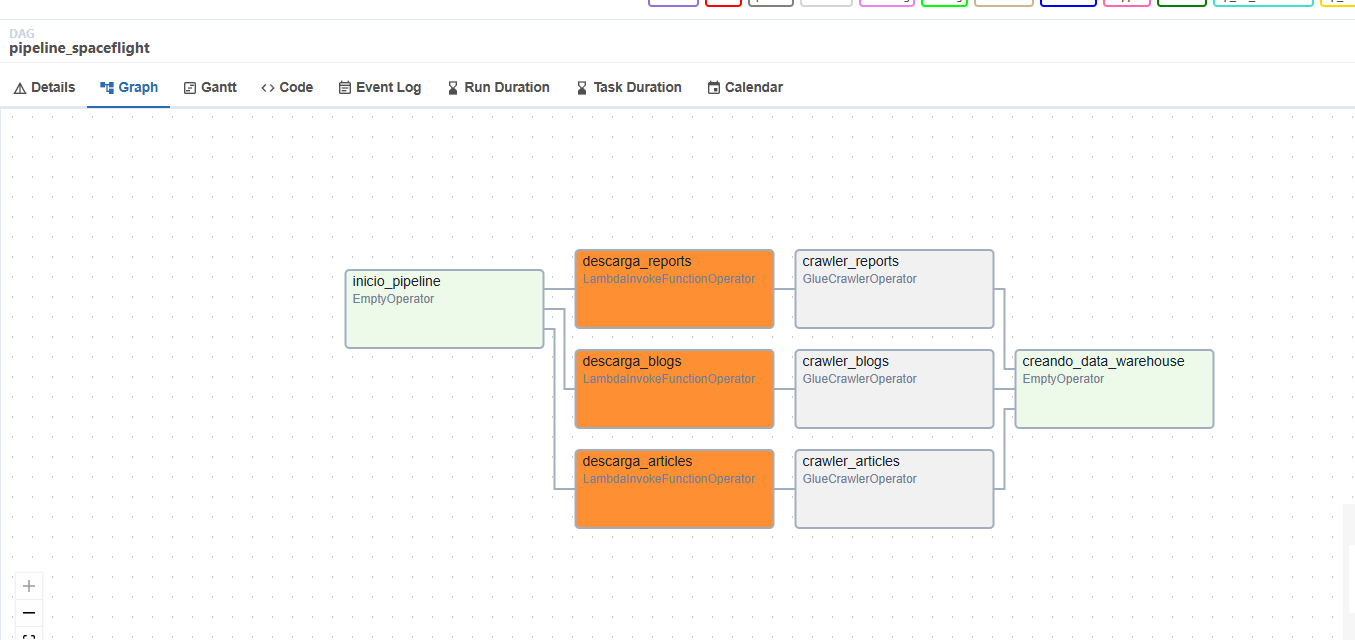 DAG
pipeline_spaceflight
Details Graph Gantt Code Event Log Run Duration Task Duration Calendar
inicio_pipeline
EmptyOperator
descarga_reports
LambdaInvokeFunctionOperator
crawler_reports
GlueCrawlerOperator
descarga_blogs
LambdaInvokeFunctionOperator
crawler_blogs
GlueCrawlerOperator
creando_data_warehouse
EmptyOperator
descarga_articles
LambdaInvokeFunctionOperator
crawler_articles
GlueCrawlerOperator